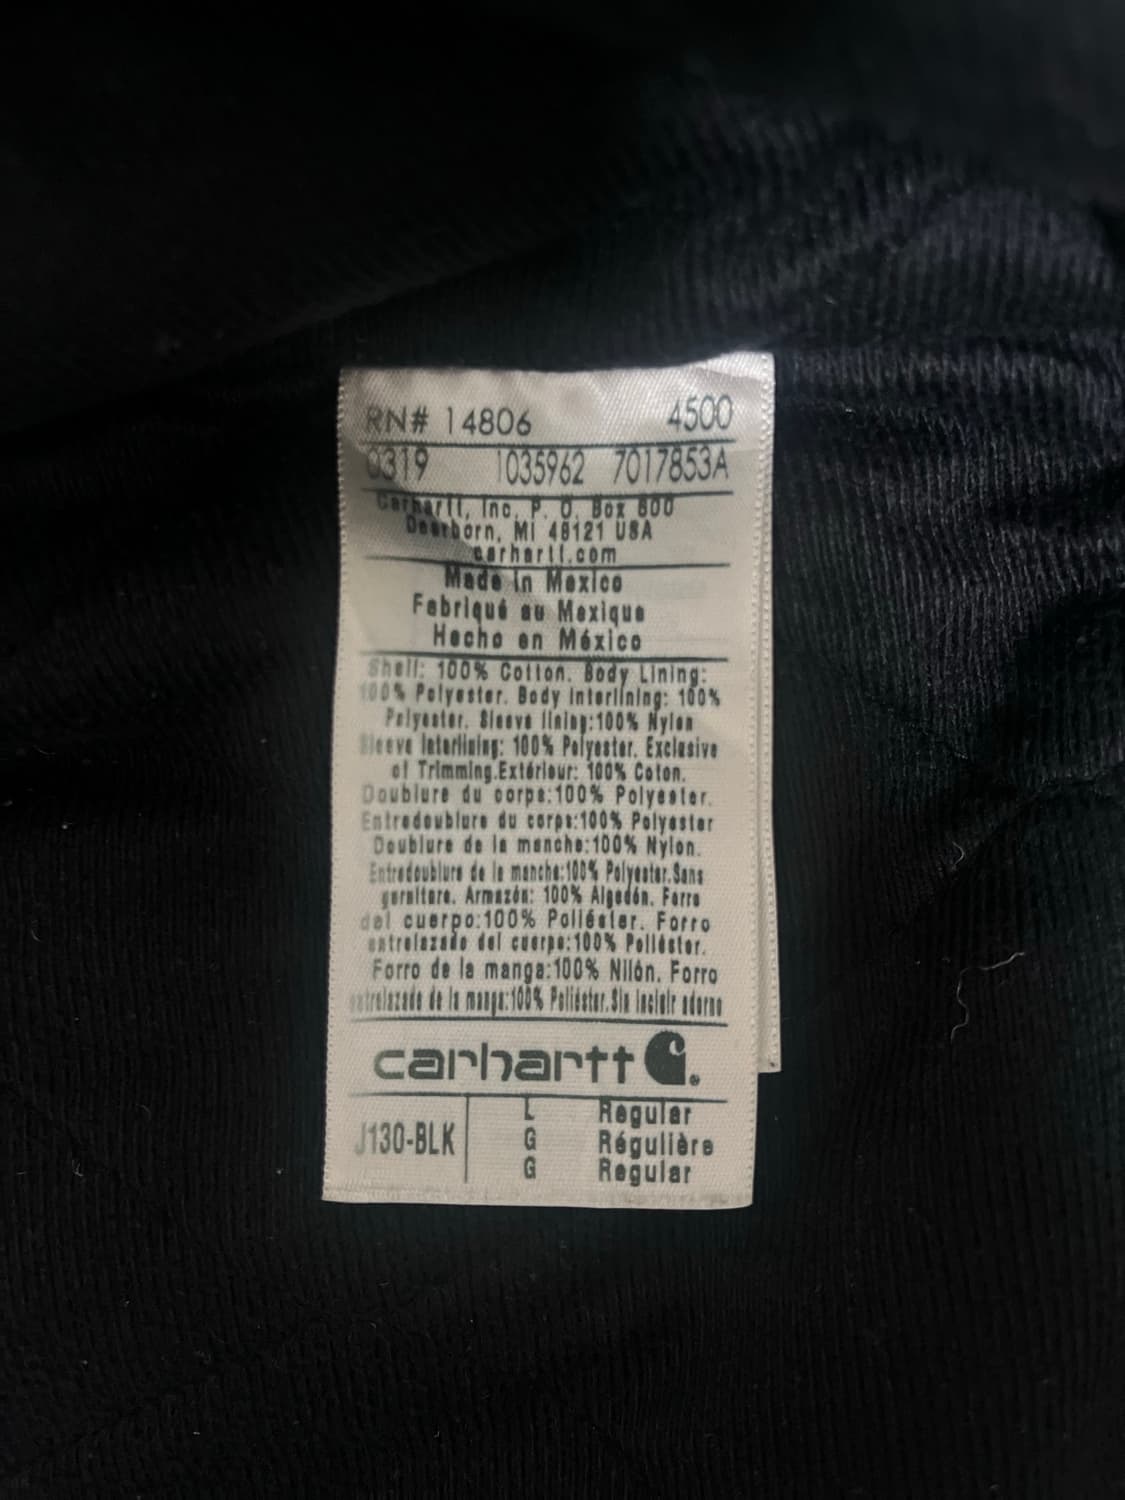 RN# 14806 4500
0319 1035962 7017853A
Carhartt, Inc. P. O. Box 600
Dearborn, MI 48121 USA
carhartt.com
Made in Mexico
Fabriqué au Mexique
Hecho en México
Shell: 100% Cotton. Body Lining:
100% Polyester. Body Interlining: 100%
Polyester. Sleeve lining:100% Nylon
Sleeve Interlining: 100% Polyester. Exclusive
of Trimming.Extérieur: 100% Coton.
Doublure du corps:100% Polyester.
Entredoublure du corps:100% Polyester
Doublure de la manche:100% Nylon.
Entredoublure de la manche:100% Polyester.Sans
garniture. Armazón: 100% Algodón. Forro
del cuerpo:100% Poliéster. Forro
entrelazado del cuerpo:100% Poliéster.
Forro de la manga:100% Nilón. Forro
entrelazado de la manga:100% Poliéster.Sin incluir adorno
carhartt
J130-BLK L Regular
G Régulière
G Regular